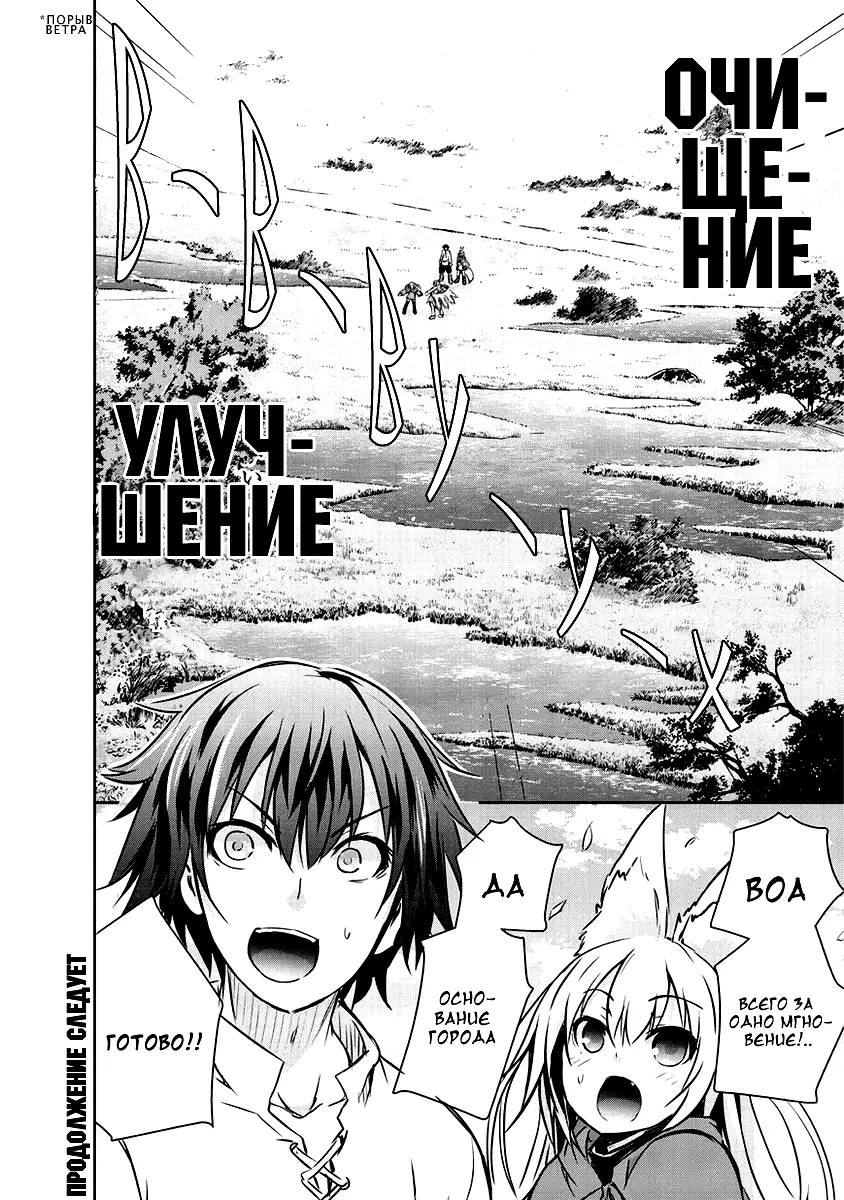 *ПОРЫВ
ВЕТРА
ОЧИ-
ЩЕ-
НИЕ
В-В-ВУУХ
УЛУЧ-
ШЕНИЕ
ВОА
ВСЕГО ЗА
ОДНО МГНО-
ВЕНИЕ!..
ДА
ОСНО-
ВАНИЕ
ГОРОДА
ГОТОВО!!
ПРОДОЛЖЕНИЕ СЛЕДУЕТ